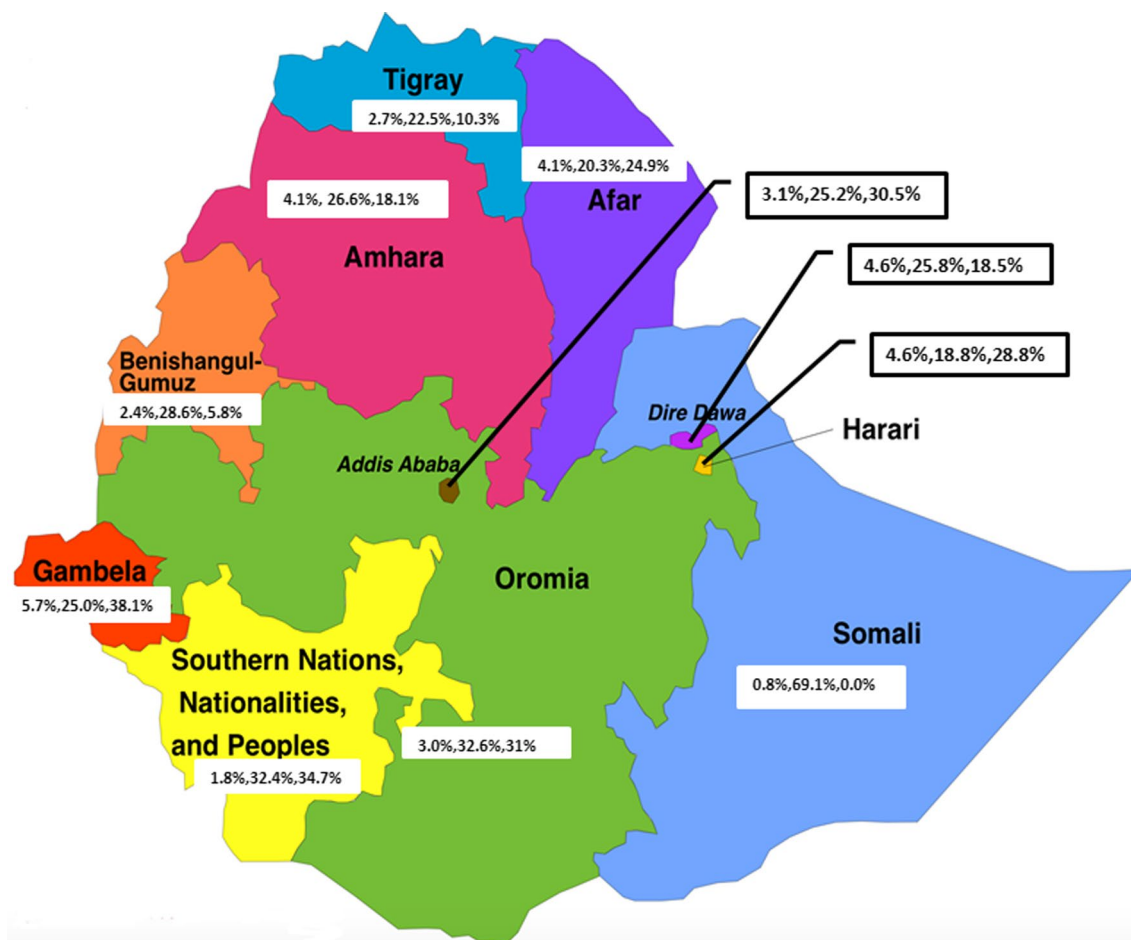 Tigray
2.7%,22.5%,10.3%
4.1%,20.3%,24.9%
Afar
3.1%,25.2%,30.5%
4.1%, 26.6%,18.1%
Amhara
4.6%,25.8%,18.5%
4.6%,18.8%,28.8%
Benishangul-
Gumuz
2.4%,28.6%,5.8%
Dire Dawa
Harari
Addis Ababa
Gambela
5.7%,25.0%,38.1%
Oromia
Somali
0.8%,69.1%,0.0%
Southern Nations,
Nationalities,
and Peoples
3.0%,32.6%,31%
1.8%,32.4%,34.7%